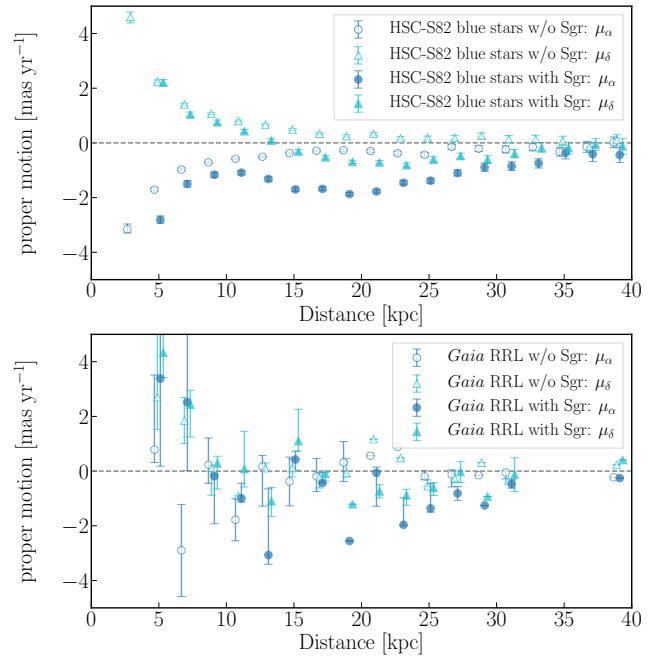 4
2
0
−2
−4
proper motion [mas yr⁻¹]
HSC-S82 blue stars w/o Sgr: μα
HSC-S82 blue stars w/o Sgr: μδ
HSC-S82 blue stars with Sgr: μα
HSC-S82 blue stars with Sgr: μδ
0 5 10 15 20 25 30 35 40
Distance [kpc]
4
2
0
−2
−4
proper motion [mas yr⁻¹]
Gaia RRL w/o Sgr: μα
Gaia RRL w/o Sgr: μδ
Gaia RRL with Sgr: μα
Gaia RRL with Sgr: μδ
0 5 10 15 20 25 30 35 40
Distance [kpc]